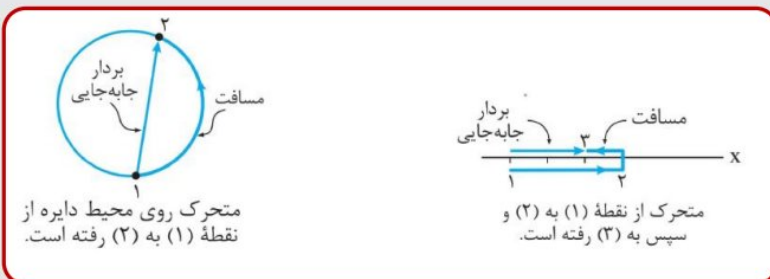 ۲
بردار
جابه‌جایی
مسافت
۱
متحرک روی محیط دایره از
نقطهٔ (۱) به (۲) رفته است.
بردار
جابه‌جایی
مسافت
۳
x
۱
۲
متحرک از نقطهٔ (۱) به (۲) و
سپس به (۳) رفته است.